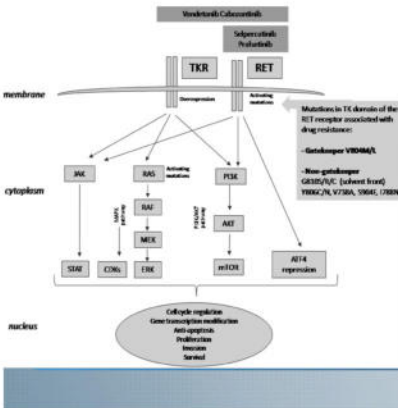 Vandetanib Cabozantinib
Selpercatinib
Pralsetinib
TKR
RET
membrane
Overexpression
Activating
mutations
Mutations in TK domain of the
RET receptor associated with
drug resistance:
- Gatekeeper V804M/L
- Non-gatekeeper
G810S/R/C (solvent front)
Y806C/N, V738A, S904F, I788N
JAK
RAS
Activating
mutations
PI3K
cytoplasm
MAPK
pathway
RAF
PI3K/AKT
pathway
AKT
MEK
STAT
CDKs
ERK
mTOR
ATF4
repression
nucleus
Cell cycle regulation
Gene transcription modification
Anti-apoptosis
Proliferation
Invasion
Survival